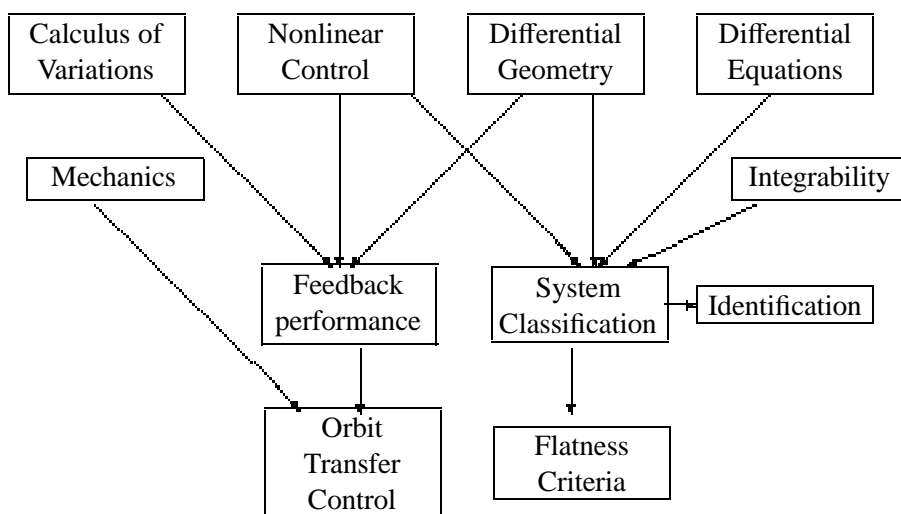 Calculus of
Variations
Nonlinear
Control
Differential
Geometry
Differential
Equations
Mechanics
Integrability
Feedback
performance
System
Classification
Identification
Orbit
Transfer
Control
Flatness
Criteria